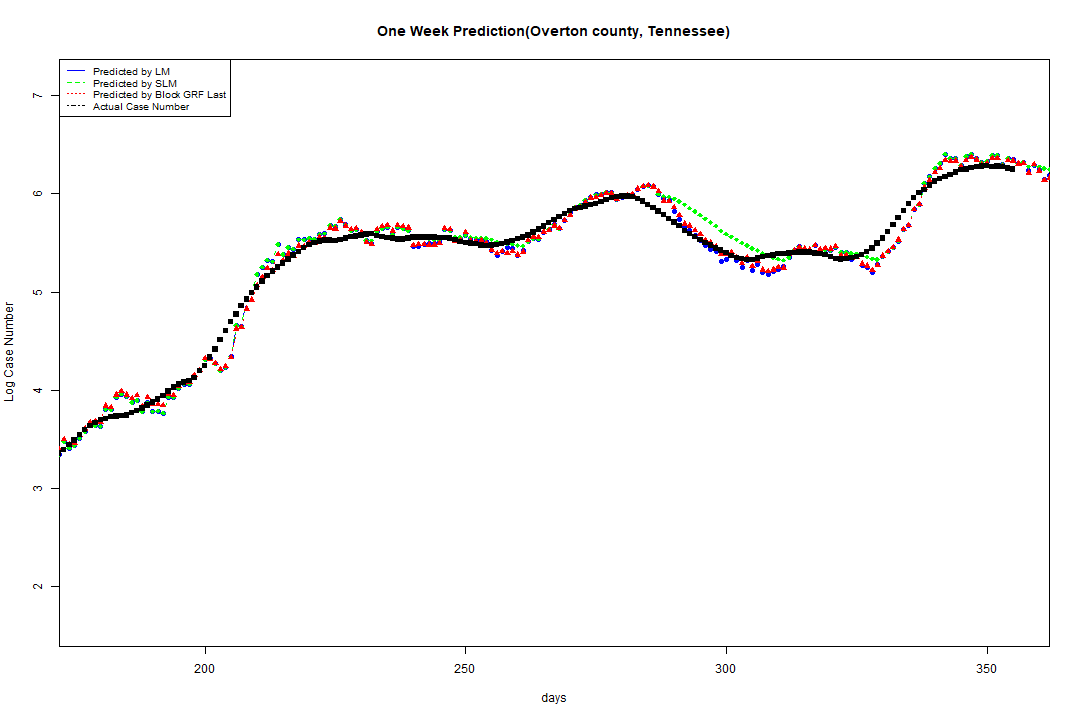 One Week Prediction(Overton county, Tennessee)
Predicted by LM
Predicted by SLM
Predicted by Block GRF Last
Actual Case Number
7
6
5
4
3
2
Log Case Number
200 250 300 350
days